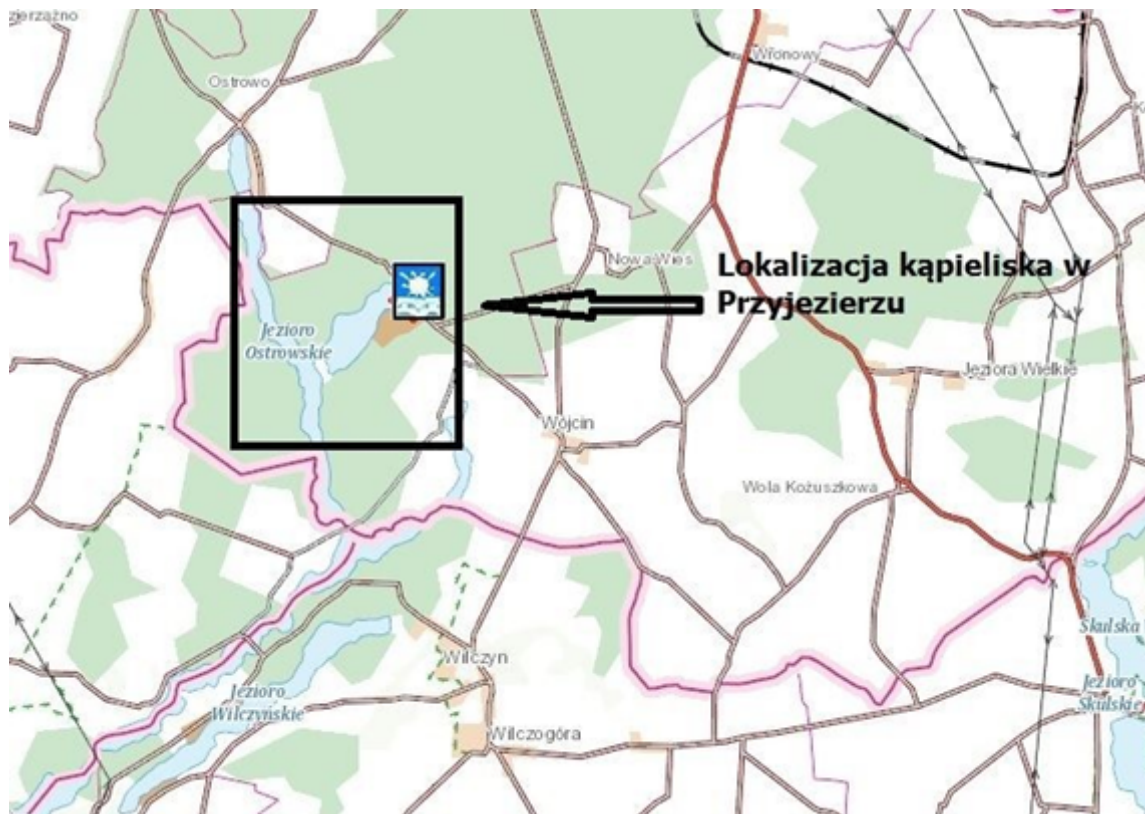 zierzążno
Ostrowo
Wronowy
Nowa Wieś
Lokalizacja kąpieliska w
Przyjezierzu
Jezioro
Ostrowskie
Jeziora Wielkie
Wójcin
Wola Kożuszkowa
Skulska
Wilczyn
Jezioro
Wilczyńskie
Jezioro
Skulskie
Wilczogóra